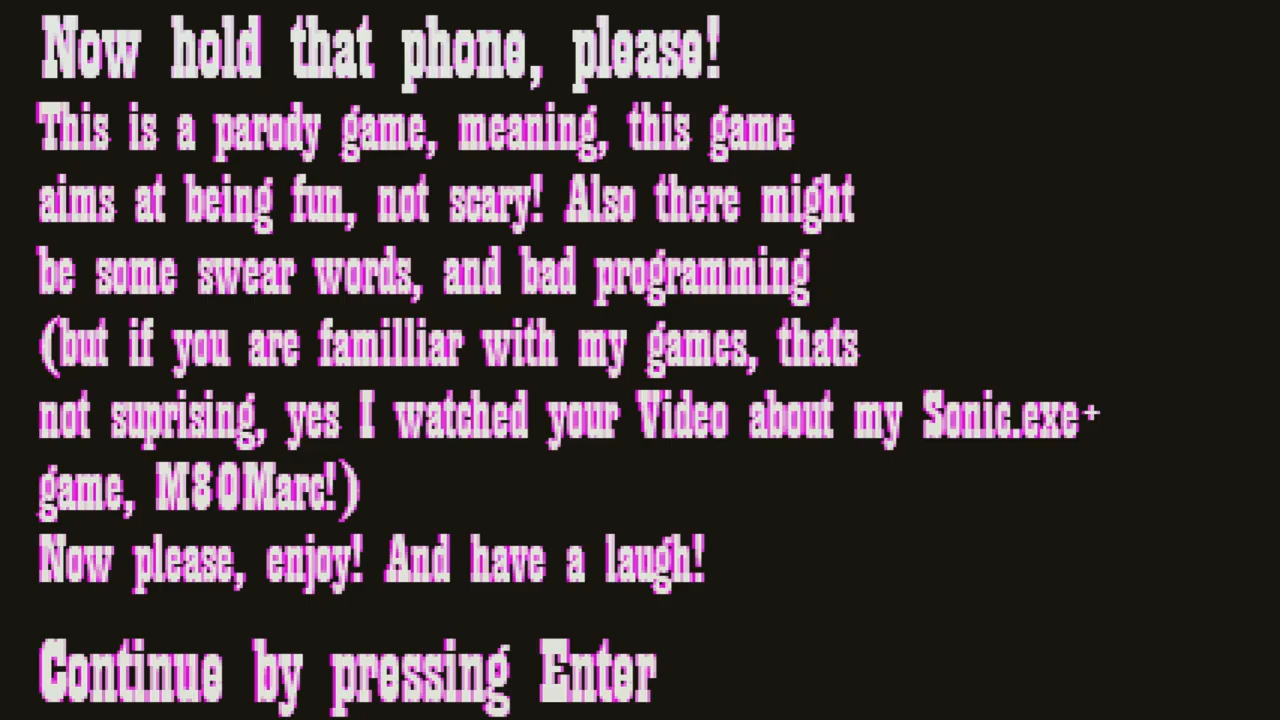 Now hold that phone, please!
This is a parody game, meaning, this game
aims at being fun, not scary! Also there might
be some swear words, and bad programming
(but if you are familliar with my games, thats
not suprising, yes I watched your Video about my Sonic.exe+
game, M80Marc!)
Now please, enjoy! And have a laugh!
Continue by pressing Enter